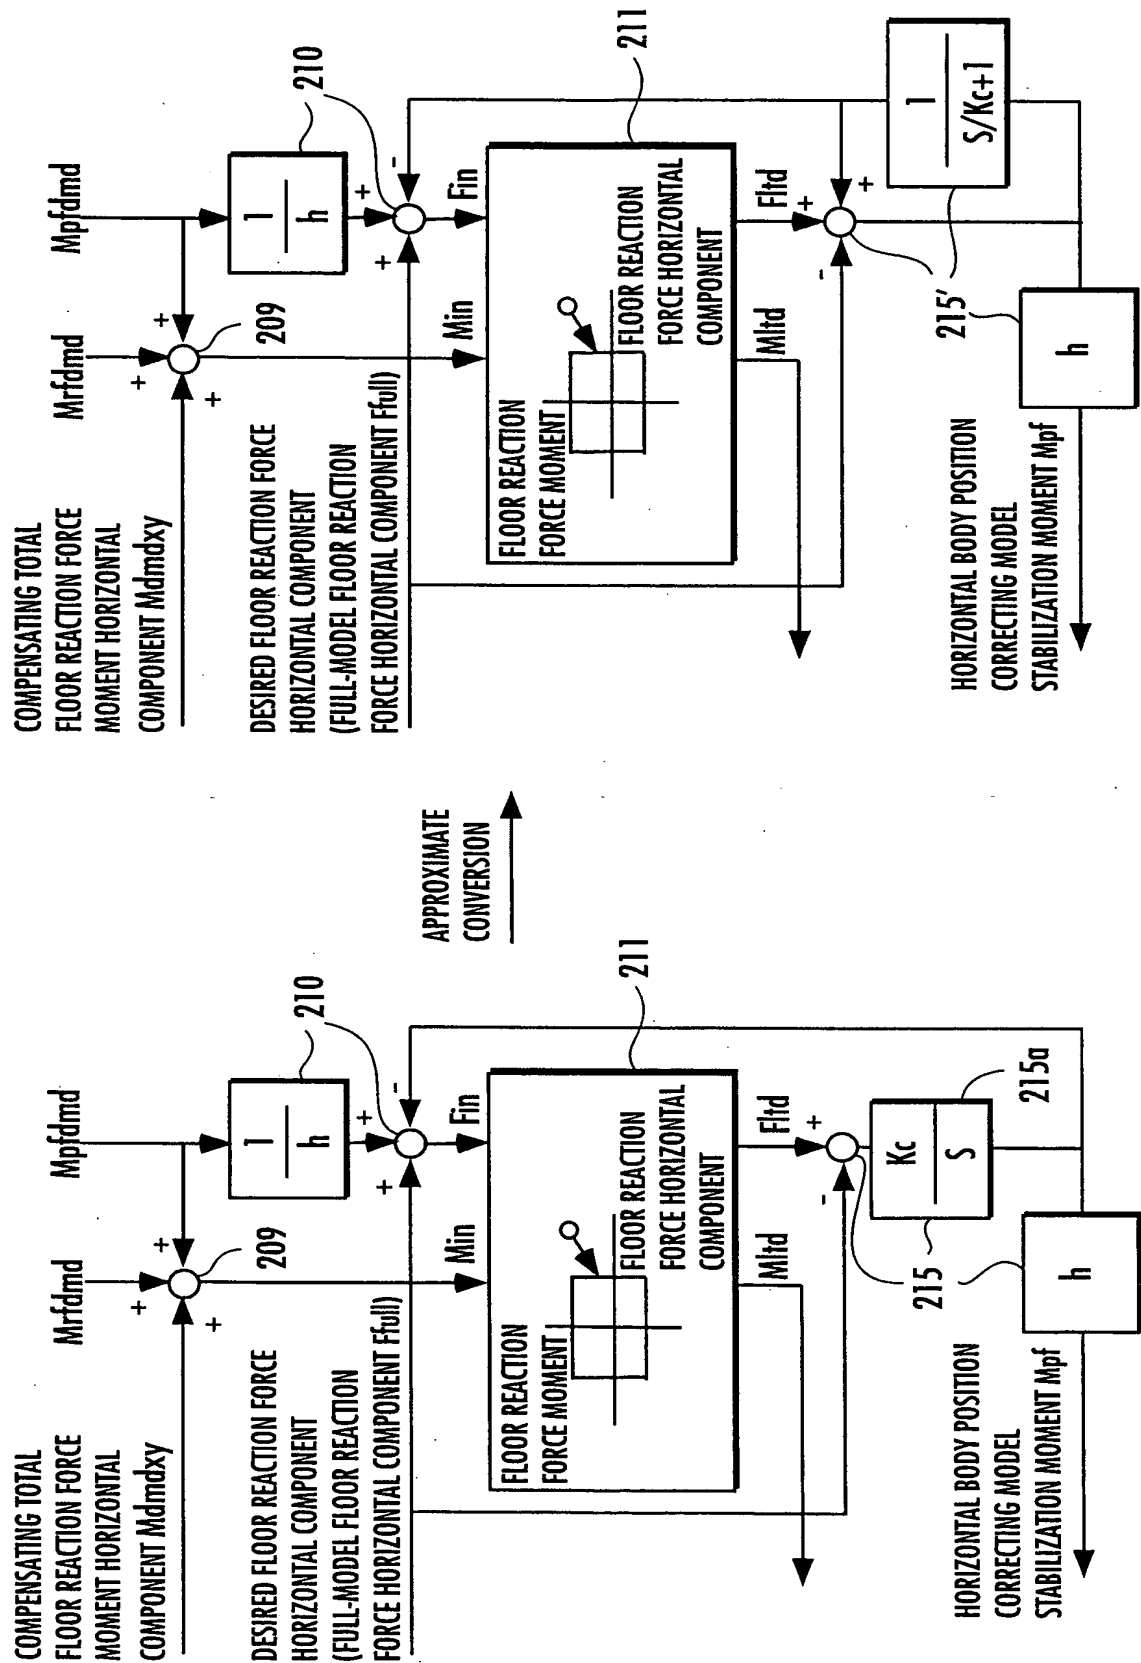 COMPENSATING TOTAL
FLOOR REACTION FORCE
MOMENT HORIZONTAL
COMPONENT Mdmdxy
Mrfdmd
Mpfdmd
+
+
+
209
1
h
210
+
+
-
DESIRED FLOOR REACTION FORCE
HORIZONTAL COMPONENT
(FULL-MODEL FLOOR REACTION
FORCE HORIZONTAL COMPONENT Ffull)
Min
Fin
211
FLOOR REACTION
FORCE MOMENT
FLOOR REACTION
FORCE HORIZONTAL
COMPONENT
Mltd
Fltd
+
-
Kc
S
215a
215
h
HORIZONTAL BODY POSITION
CORRECTING MODEL
STABILIZATION MOMENT Mpf
APPROXIMATE
CONVERSION
COMPENSATING TOTAL
FLOOR REACTION FORCE
MOMENT HORIZONTAL
COMPONENT Mdmdxy
Mrfdmd
Mpfdmd
+
+
+
209
1
h
210
+
+
-
DESIRED FLOOR REACTION FORCE
HORIZONTAL COMPONENT
(FULL-MODEL FLOOR REACTION
FORCE HORIZONTAL COMPONENT Ffull)
Min
Fin
211
FLOOR REACTION
FORCE MOMENT
FLOOR REACTION
FORCE HORIZONTAL
COMPONENT
Mltd
Fltd
+
+
-
1
S/Kc+1
215'
h
HORIZONTAL BODY POSITION
CORRECTING MODEL
STABILIZATION MOMENT Mpf